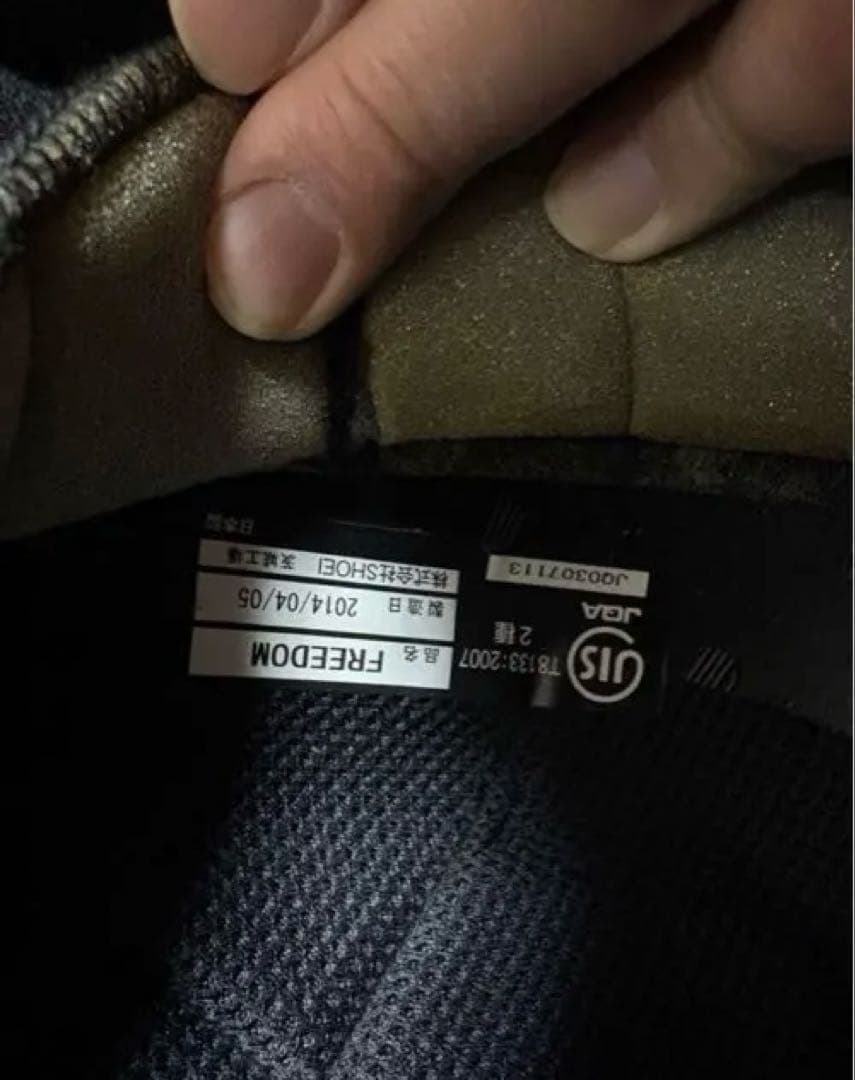 JIS
T8133:2007
2種
JQA
JQ0307113
品名 FREEDOM
製造日 2014/04/05
株式会社SHOEI 茨城工場
日本製